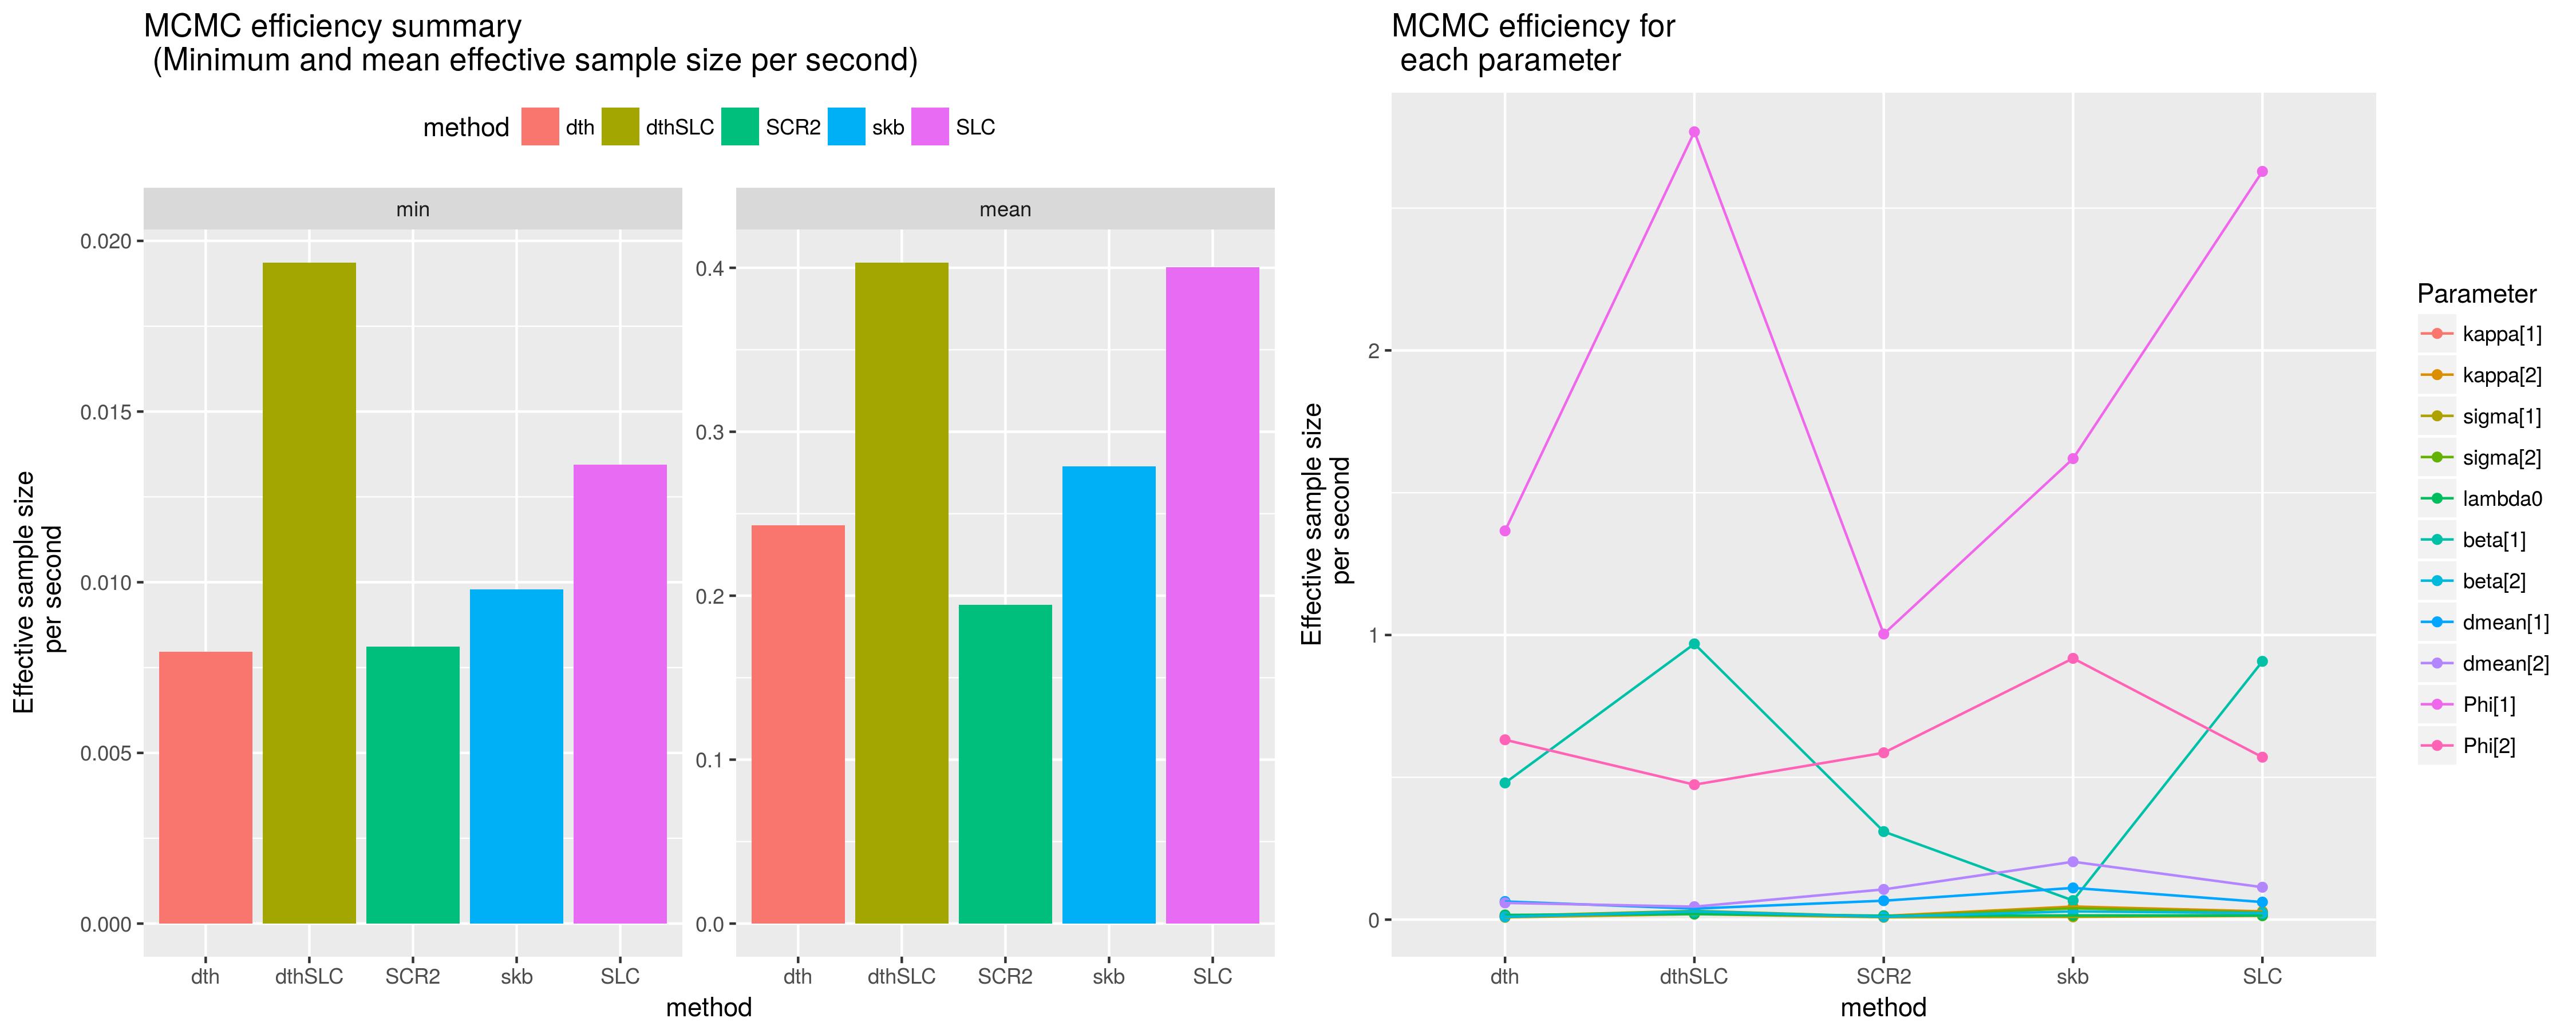 MCMC efficiency summary
(Minimum and mean effective sample size per second)
method dth dthSLC SCR2 skb SLC
min
mean
Effective sample size
per second
0.020
0.015
0.010
0.005
0.000
0.4
0.3
0.2
0.1
0.0
dth dthSLC SCR2 skb SLC
dth dthSLC SCR2 skb SLC
method
MCMC efficiency for
each parameter
Effective sample size
per second
2
1
0
dth dthSLC SCR2 skb SLC
method
Parameter
kappa[1]
kappa[2]
sigma[1]
sigma[2]
lambda0
beta[1]
beta[2]
dmean[1]
dmean[2]
Phi[1]
Phi[2]